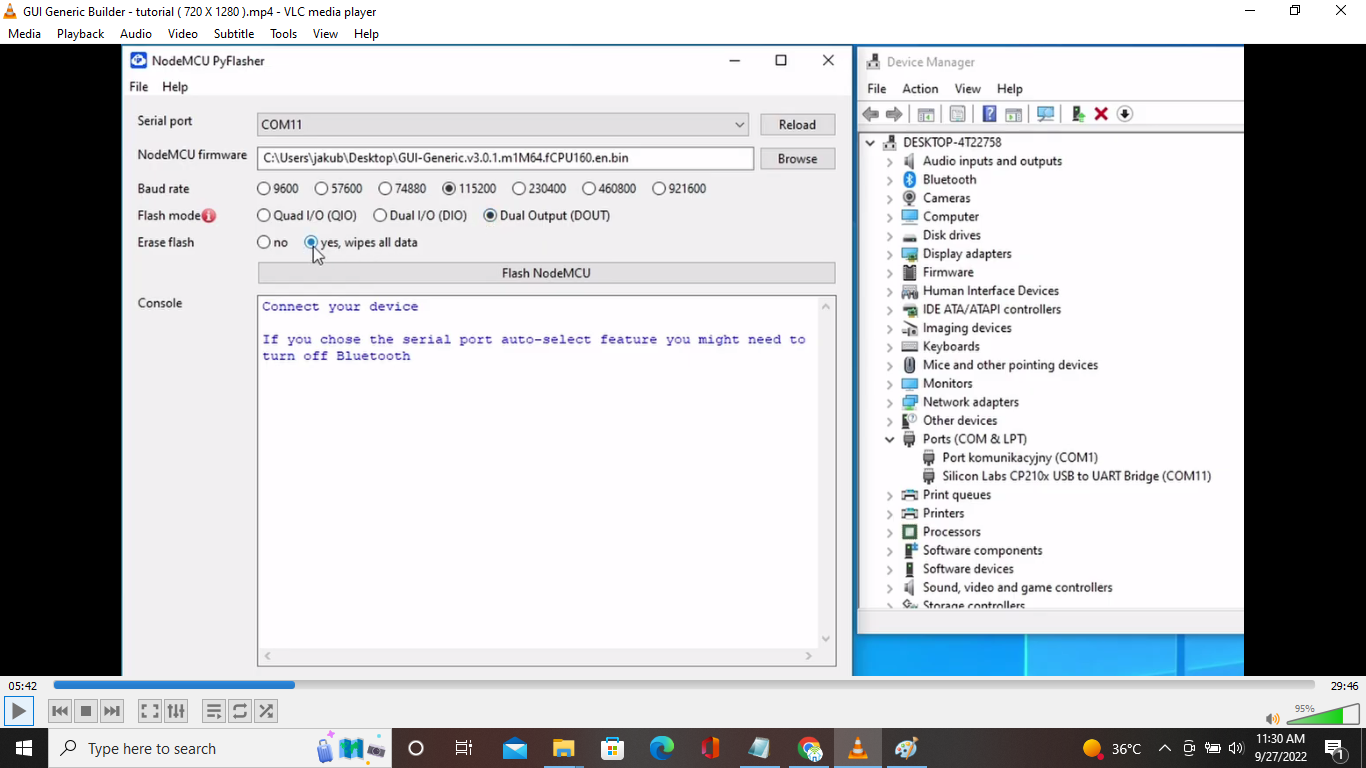 GUI Generic Builder - tutorial ( 720 X 1280 ).mp4 - VLC media player
Media Playback Audio Video Subtitle Tools View Help
NodeMCU PyFlasher
File Help
Serial port COM11 Reload
NodeMCU firmware C:\Users\jakub\Desktop\GUI-Generic.v3.0.1.m1M64.fCPU160.en.bin Browse
Baud rate 9600 57600 74880 115200 230400 460800 921600
Flash mode Quad I/O (QIO) Dual I/O (DIO) Dual Output (DOUT)
Erase flash no yes, wipes all data
Flash NodeMCU
Console
Connect your device
If you chose the serial port auto-select feature you might need to
turn off Bluetooth
Device Manager
File Action View Help
DESKTOP-4T22758
Audio inputs and outputs
Bluetooth
Cameras
Computer
Disk drives
Display adapters
Firmware
Human Interface Devices
IDE ATA/ATAPI controllers
Imaging devices
Keyboards
Mice and other pointing devices
Monitors
Network adapters
Other devices
Ports (COM & LPT)
Port komunikacyjny (COM1)
Silicon Labs CP210x USB to UART Bridge (COM11)
Print queues
Printers
Processors
Software components
Software devices
Sound, video and game controllers
Storage controllers
05:42 29:46
95%
Type here to search
36°C
11:30 AM
9/27/2022
1